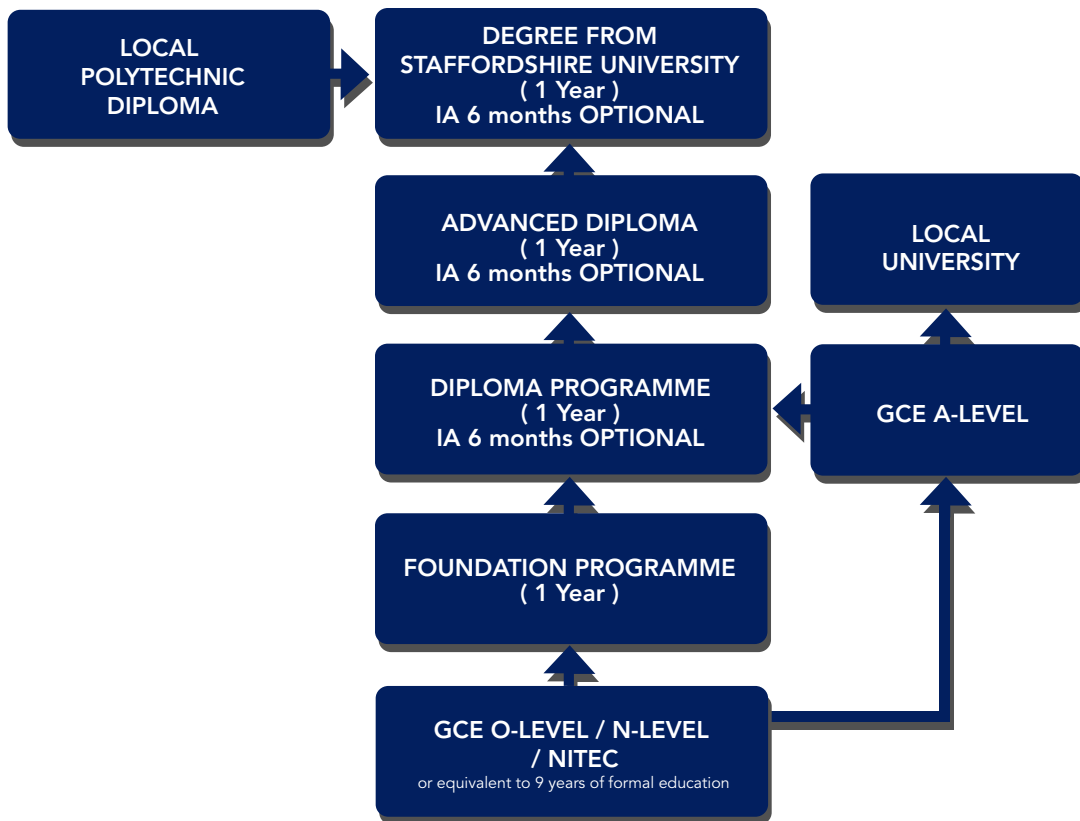 LOCAL
POLYTECHNIC
DIPLOMA
DEGREE FROM
STAFFORDSHIRE UNIVERSITY
( 1 Year )
IA 6 months OPTIONAL
ADVANCED DIPLOMA
( 1 Year )
IA 6 months OPTIONAL
LOCAL
UNIVERSITY
DIPLOMA PROGRAMME
( 1 Year )
IA 6 months OPTIONAL
GCE A-LEVEL
FOUNDATION PROGRAMME
( 1 Year )
GCE O-LEVEL / N-LEVEL
/ NITEC
or equivalent to 9 years of formal education